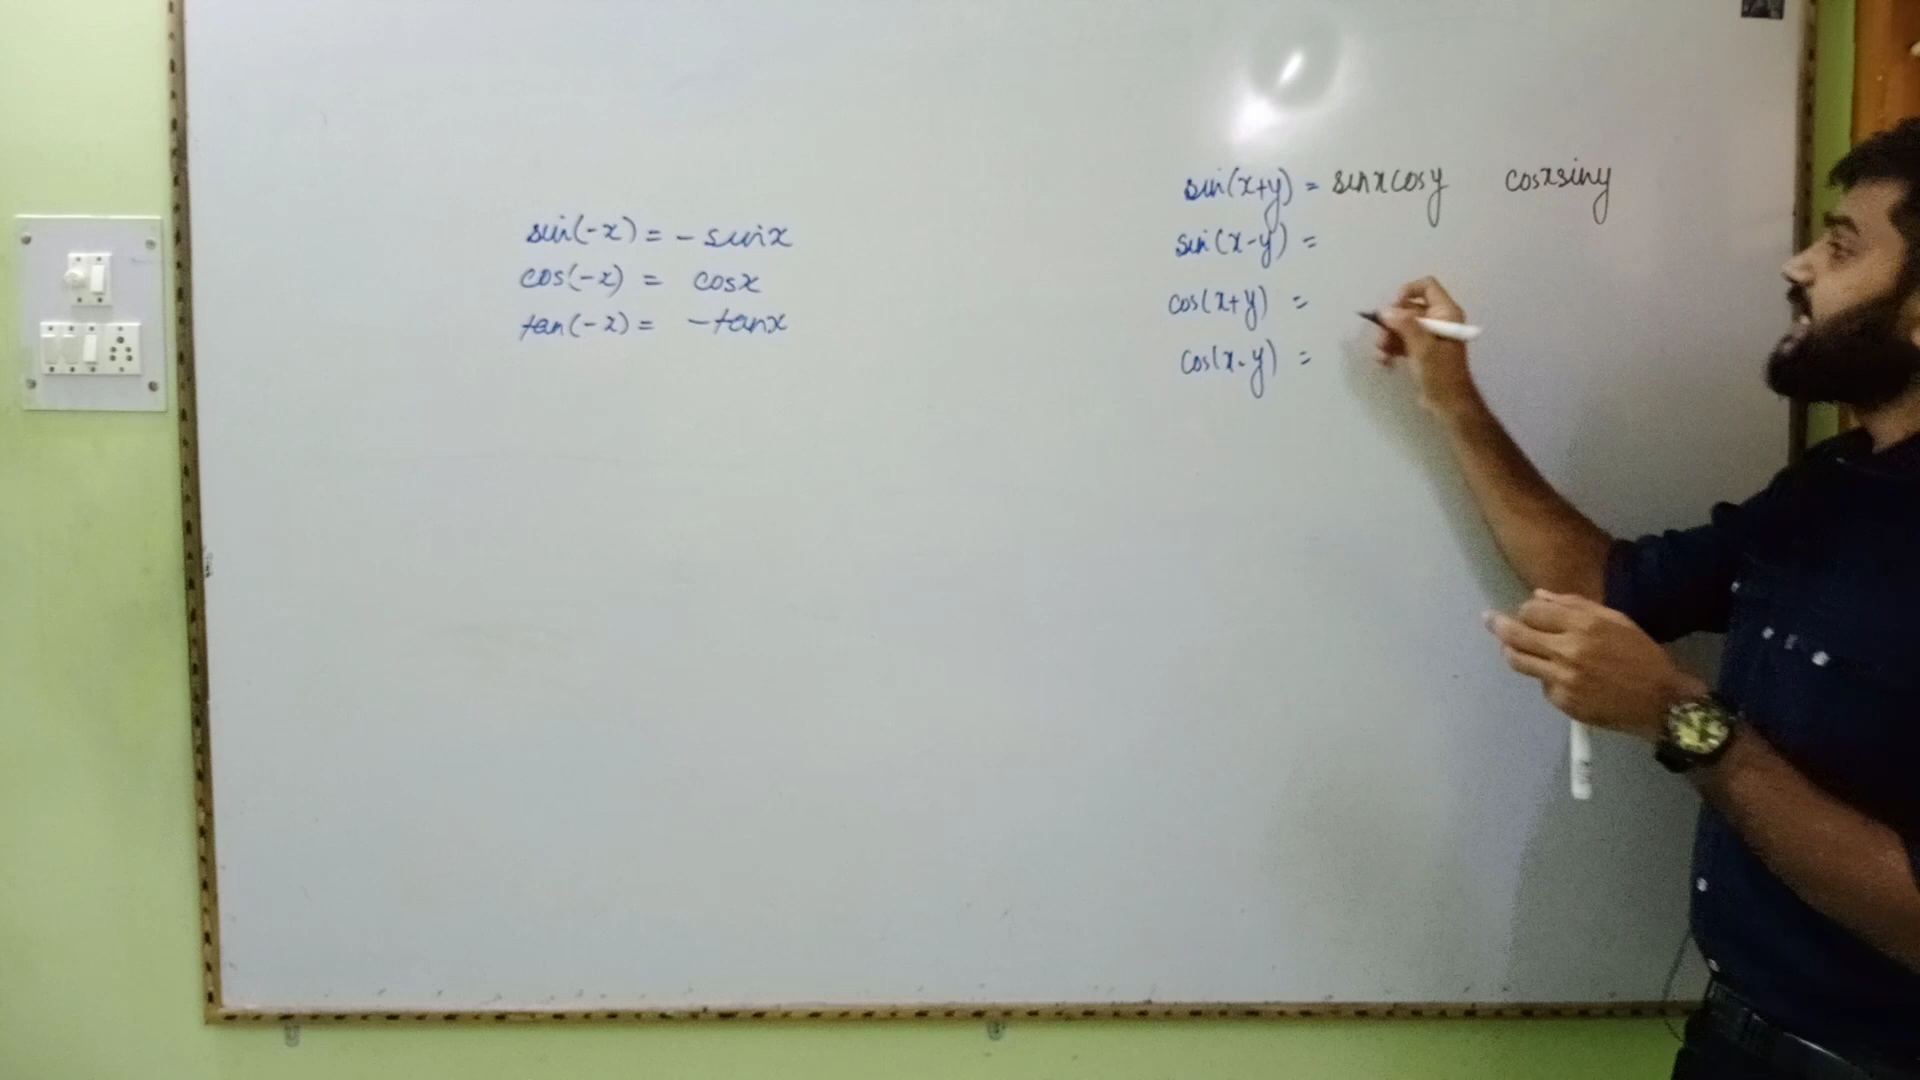 sin(-x) = - sinx
cos(-x) = cosx
tan(-x) = -tanx
sin(x+y) = sinxcosy cosxsiny
sin(x-y) =
cos(x+y) =
cos(x-y) =